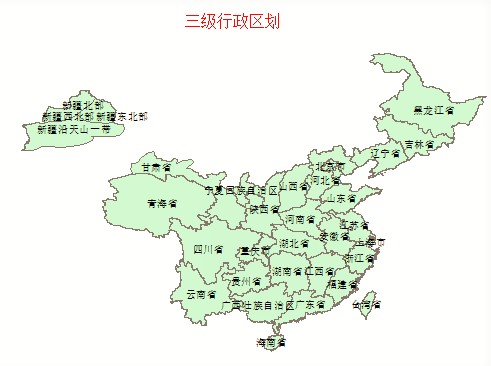 三级行政区划
新疆北部
新疆西北部 新疆东北部
新疆沿天山一带
黑龙江省
吉林省
辽宁省
北京市
河北省
甘肃省
宁夏回族自治区
山西省
青海省
陕西省
山东省
河南省
江苏省
安徽省
上海市
四川省
重庆市
湖北省
浙江省
湖南省
江西省
云南省
贵州省
福建省
广西壮族自治区
广东省
台湾省
海南省